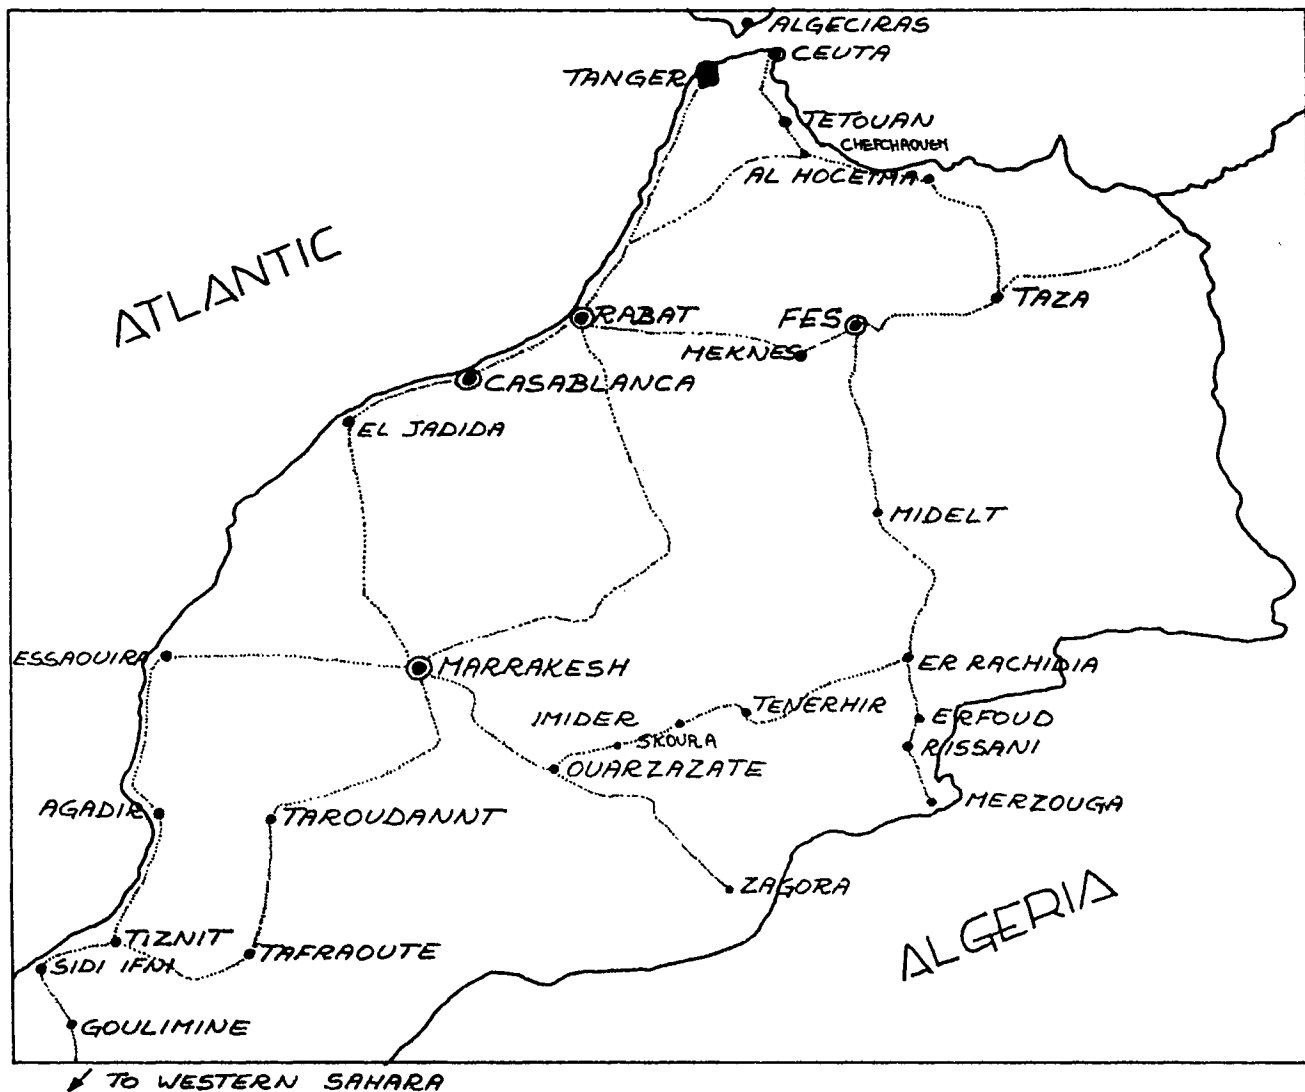 ALGECIRAS
CEUTA
TANGER
TETOUAN
CHEFCHAOUEN
AL HOCEIMA
ATLANTIC
TAZA
RABAT
FES
MEKNES
CASABLANCA
EL JADIDA
MIDELT
ESSAOUIRA
MARRAKESH
ER RACHIDIA
IMIDER
TENERHIR
SKOURA
ERFOUD
RISSANI
OUARZAZATE
MERZOUGA
AGADIR
TAROUDANNT
ZAGORA
ALGERIA
TIZNIT
TAFRAOUTE
SIDI IFNI
GOULIMINE
TO WESTERN SAHARA